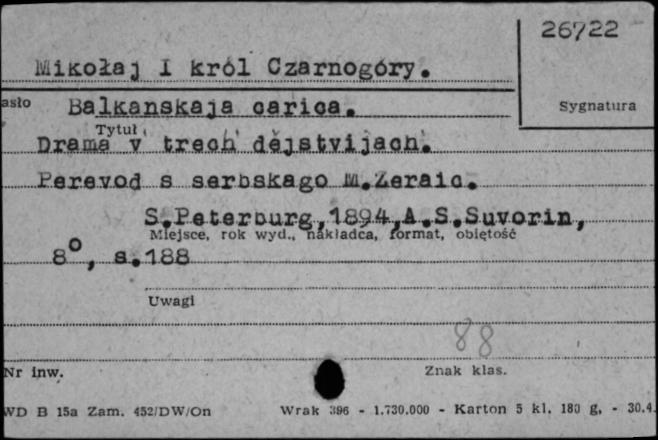 26722
Mikołaj I król Czarnogóry.
asło Balkanskaja carica.
Sygnatura
Tytuł
Drama v trech dějstvijach.
Perevod s serbskago M.Zeraic.
S.Peterburg,1894,A.S.Suvorin,
Miejsce, rok wyd., nakładca, format, objętość
8°, s.188
Uwagi
88
Nr inw.
Znak klas.
WD B 15a Zam. 452/DW/On Wrak 396 - 1.730.000 - Karton 5 kl. 180 g, - 30.4.